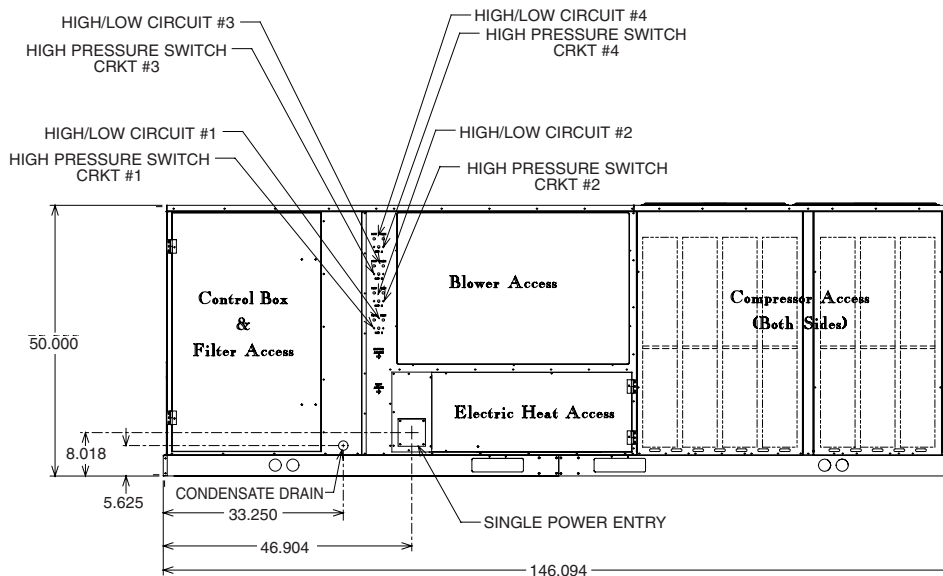 HIGH/LOW CIRCUIT #3
HIGH PRESSURE SWITCH
CRKT #3
HIGH/LOW CIRCUIT #4
HIGH PRESSURE SWITCH
CRKT #4
HIGH/LOW CIRCUIT #1
HIGH PRESSURE SWITCH
CRKT #1
HIGH/LOW CIRCUIT #2
HIGH PRESSURE SWITCH
CRKT #2
Control Box
&
Filter Access
Blower Access
Compressor Access
(Both Sides)
Electric Heat Access
50.000
8.018
5.625
CONDENSATE DRAIN
33.250
SINGLE POWER ENTRY
46.904
146.094